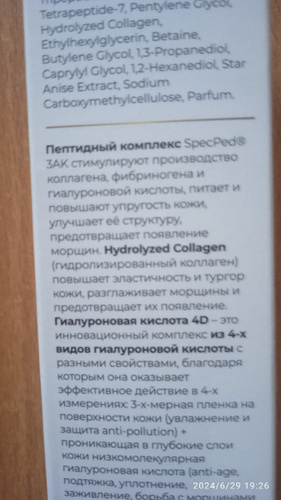 Tetrapeptide-7, Pentylene Glycol,
Hydrolyzed Collagen,
Ethylhexylglycerin, Betaine,
Butylene Glycol, 1,3-Propanediol,
Caprylyl Glycol, 1,2-Hexanediol, Star
Anise Extract, Sodium
Carboxymethylcellulose, Parfum.
Пептидный комплекс SpecPed®
3АК стимулируют производство
коллагена, фибриногена и
гиалуроновой кислоты, питает и
повышают упругость кожи,
улучшает её структуру,
предотвращает появление
морщин. Hydrolyzed Collagen
(гидролизированный коллаген)
повышает эластичность и тургор
кожи, разглаживает морщины и
предотвращает их появление.
Гиалуроновая кислота 4D – это
инновационный комплекс из 4-х
видов гиалуроновой кислоты с
разными свойствами, благодаря
которым она оказывает
эффективное действие в 4-х
измерениях: 3-х-мерная пленка на
поверхности кожи (увлажнение и
защита anti-pollution) +
проникающая в глубокие слои
кожи низкомолекулярная
гиалуроновая кислота (anti-age,
подтяжка, уплотнение,
заживление, борьба с морщинами
2024/6/29 19:26